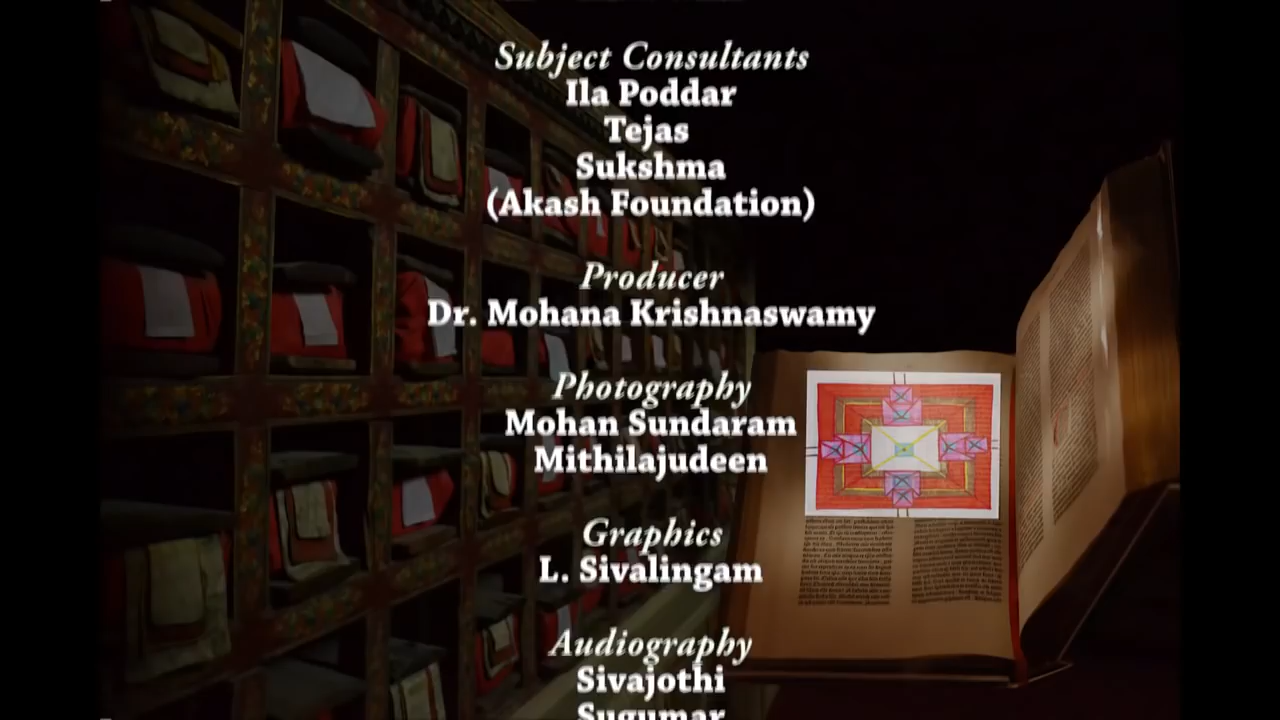 Subject Consultants
Ila Poddar
Tejas
Sukshma
(Akash Foundation)
Producer
Dr. Mohana Krishnaswamy
Photography
Mohan Sundaram
Mithilajudeen
Graphics
L. Sivalingam
Audiography
Sivajothi
Sugumar